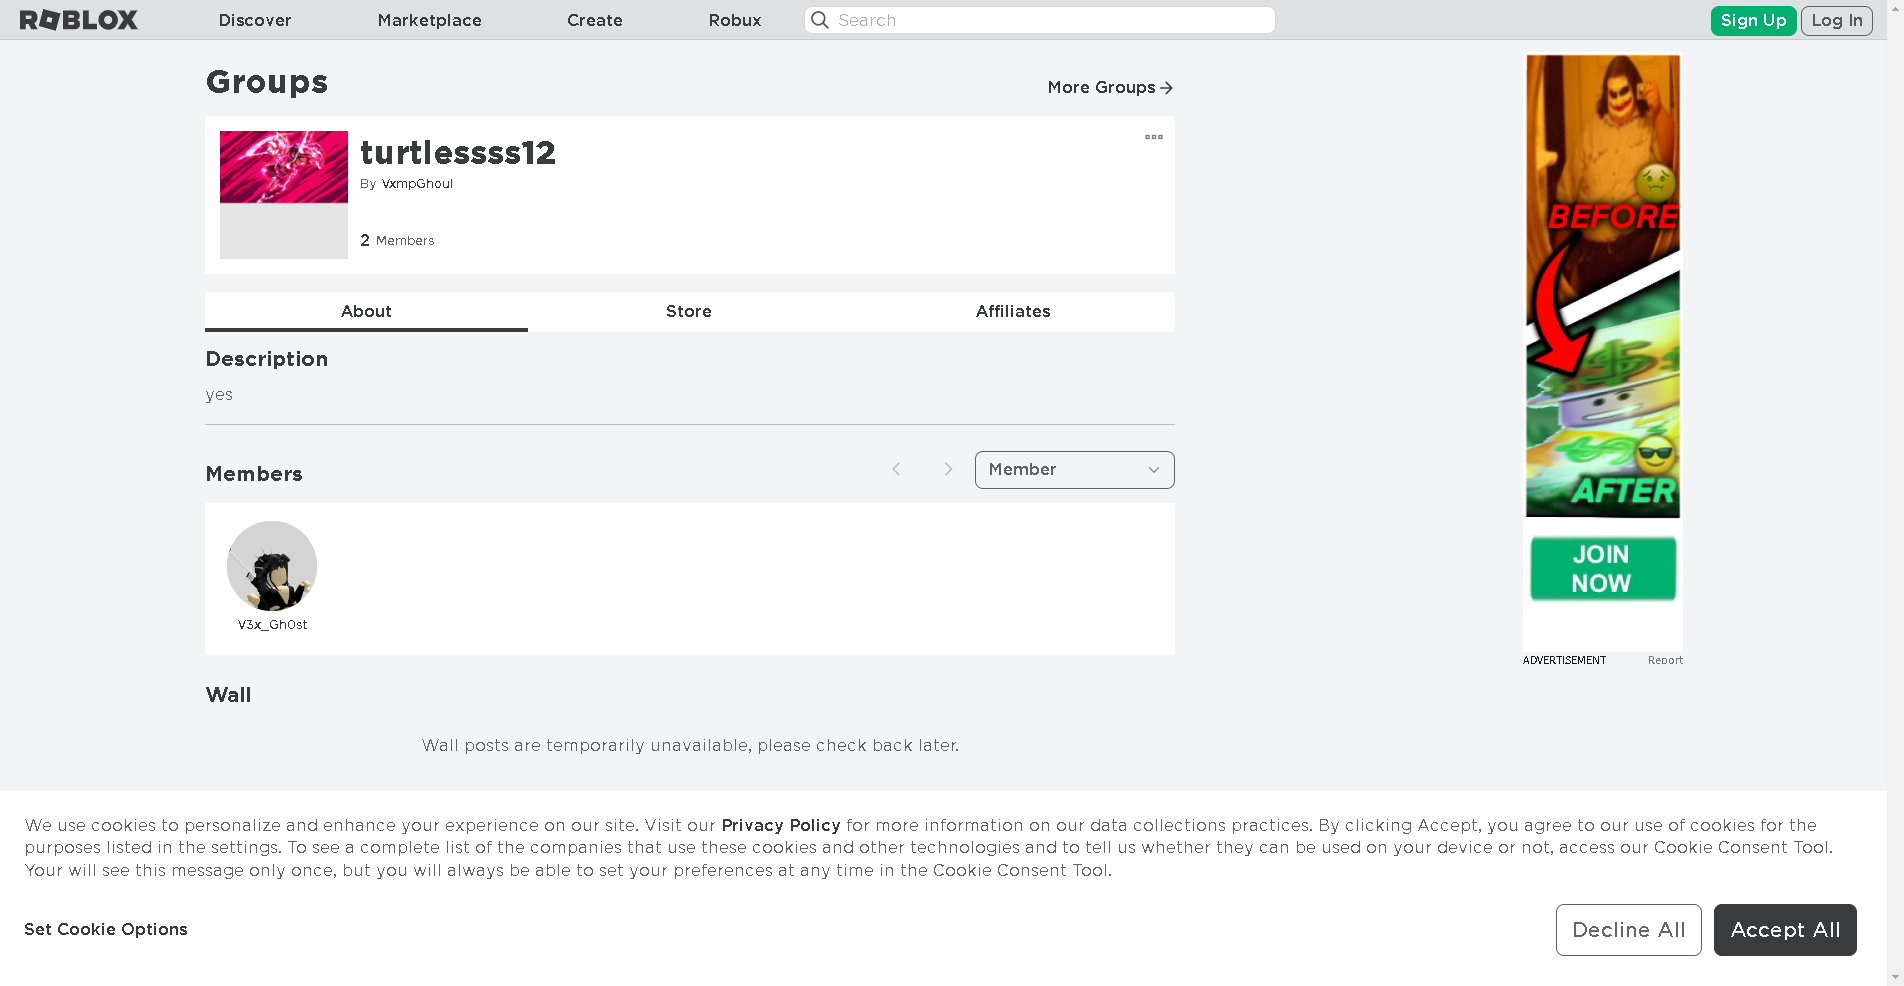 ROBLOX Discover Marketplace Create Robux Search Sign Up Log In
Groups
More Groups
turtlessss12
By VxmpGhoul
2 Members
About Store Affiliates
Description
yes
Members
Member
V3x_Gh0st
Wall
Wall posts are temporarily unavailable, please check back later.
BEFORE
AFTER
JOIN
NOW
ADVERTISEMENT Report
We use cookies to personalize and enhance your experience on our site. Visit our Privacy Policy for more information on our data collections practices. By clicking Accept, you agree to our use of cookies for the
purposes listed in the settings. To see a complete list of the companies that use these cookies and other technologies and to tell us whether they can be used on your device or not, access our Cookie Consent Tool.
Your will see this message only once, but you will always be able to set your preferences at any time in the Cookie Consent Tool.
Set Cookie Options
Decline All
Accept All